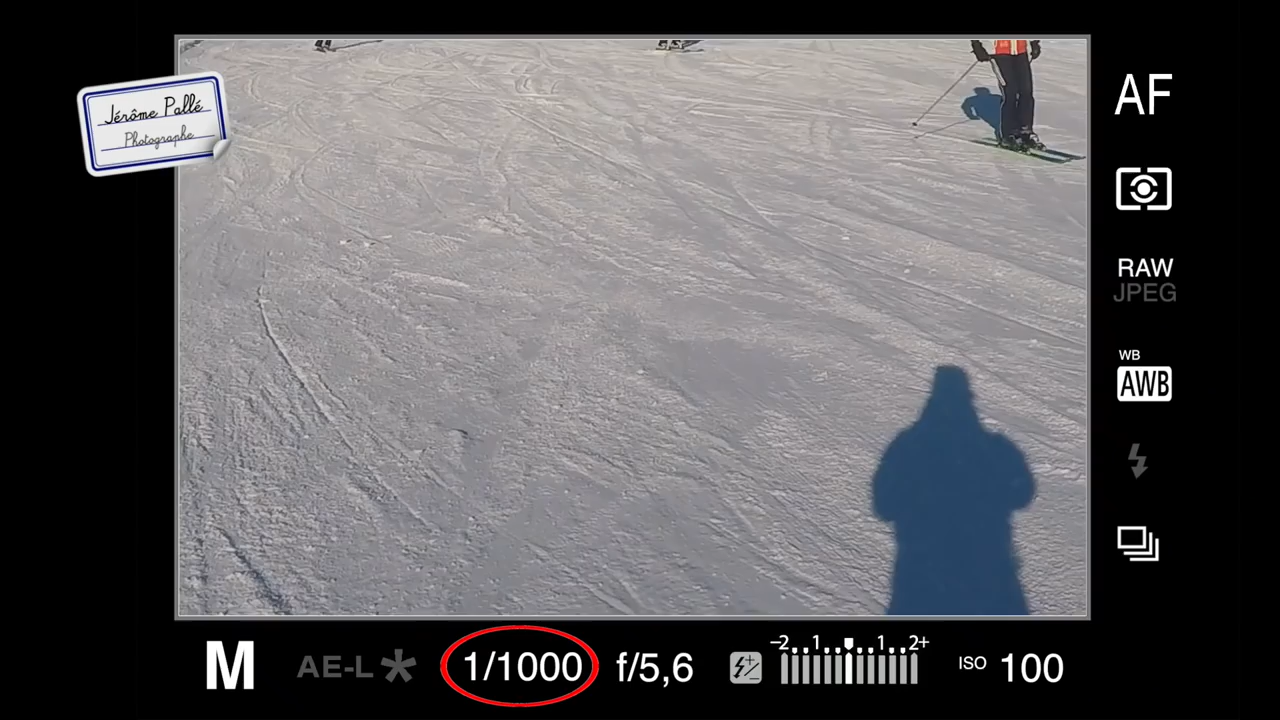 Jérôme Pallé
Photographe
AF
RAW
JPEG
WB
AWB
M AE-L * 1/1000 f/5,6 −2..1..▪..1..2+ ISO 100